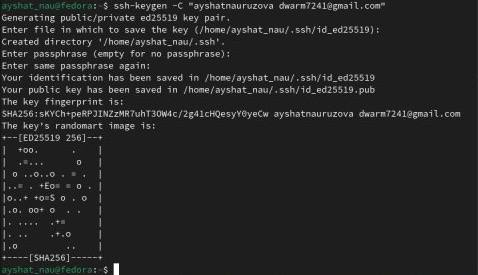 ayshat_nau@fedora:~$ ssh-keygen -C "ayshatnauruzova dwarm7241@gmail.com"
Generating public/private ed25519 key pair.
Enter file in which to save the key (/home/ayshat_nau/.ssh/id_ed25519):
Created directory '/home/ayshat_nau/.ssh'.
Enter passphrase (empty for no passphrase):
Enter same passphrase again:
Your identification has been saved in /home/ayshat_nau/.ssh/id_ed25519
Your public key has been saved in /home/ayshat_nau/.ssh/id_ed25519.pub
The key fingerprint is:
SHA256:sKYCh+peRPJINZzMR7uhT3OW4c/2g41cHQesyY0yeCw ayshatnauruzova dwarm7241@gmail.com
The key's randomart image is:
+--[ED25519 256]--+
|  +oo.      .    |
|  .=...      o   |
| o ..o..o . = .  |
|..= . +Eo= = o . |
|o..+ +o=S o . o  |
|.o. oo+ o  . .   |
|. ....  .+=      |
|. ..    .+.o     |
|.o        ..     |
+----[SHA256]-----+
ayshat_nau@fedora:~$